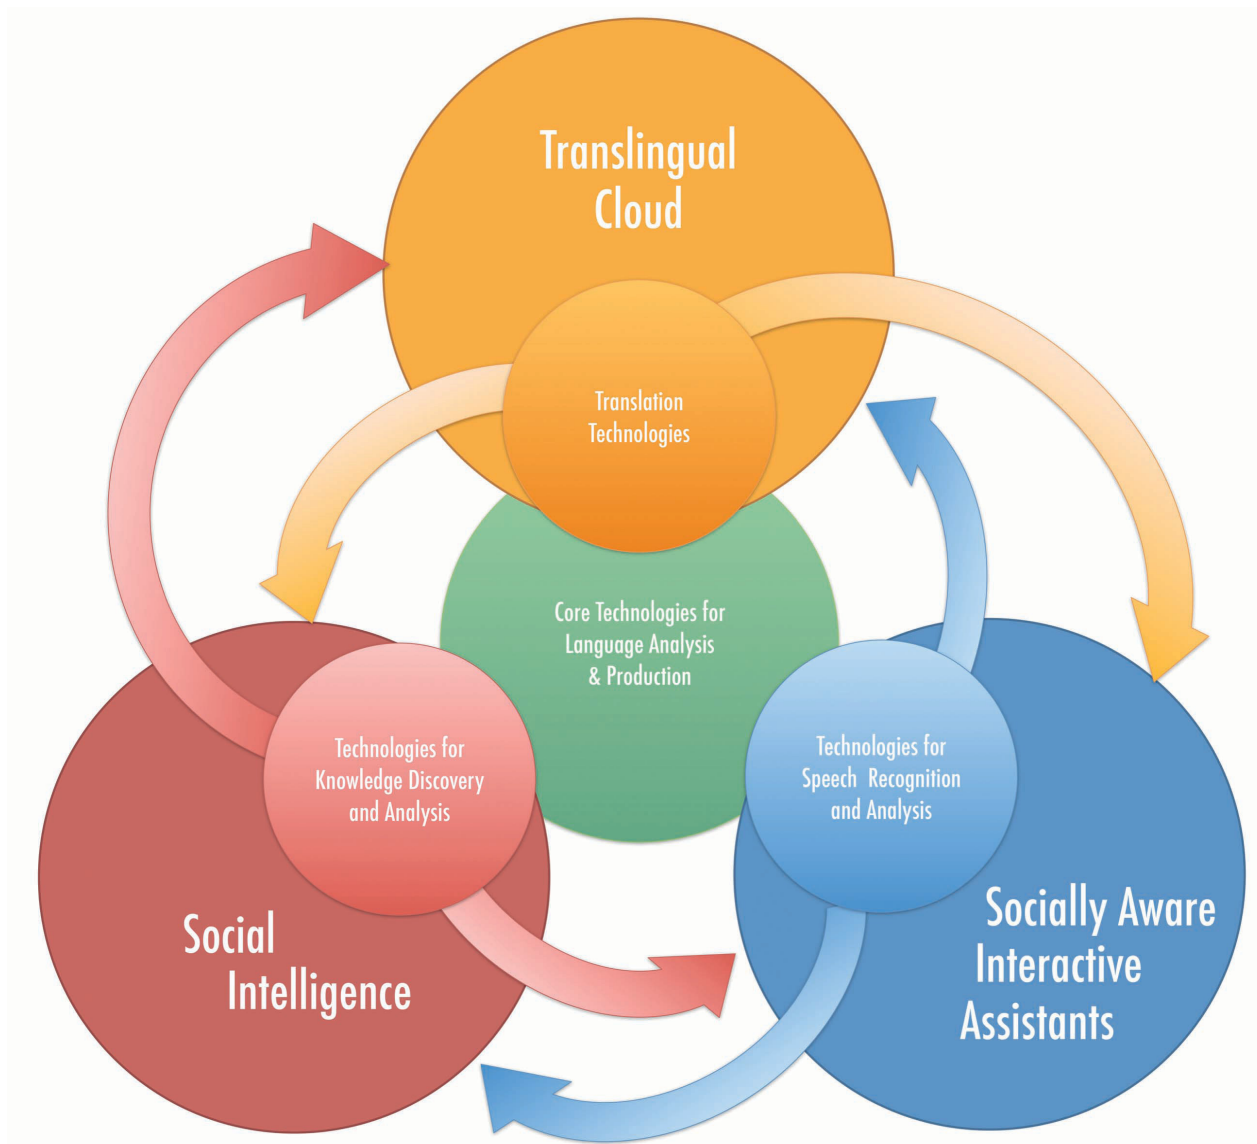 Translingual
Cloud
Translation
Technologies
Core Technologies for
Language Analysis
& Production
Technologies for
Knowledge Discovery
and Analysis
Technologies for
Speech Recognition
and Analysis
Social
Intelligence
Socially Aware
Interactive
Assistants